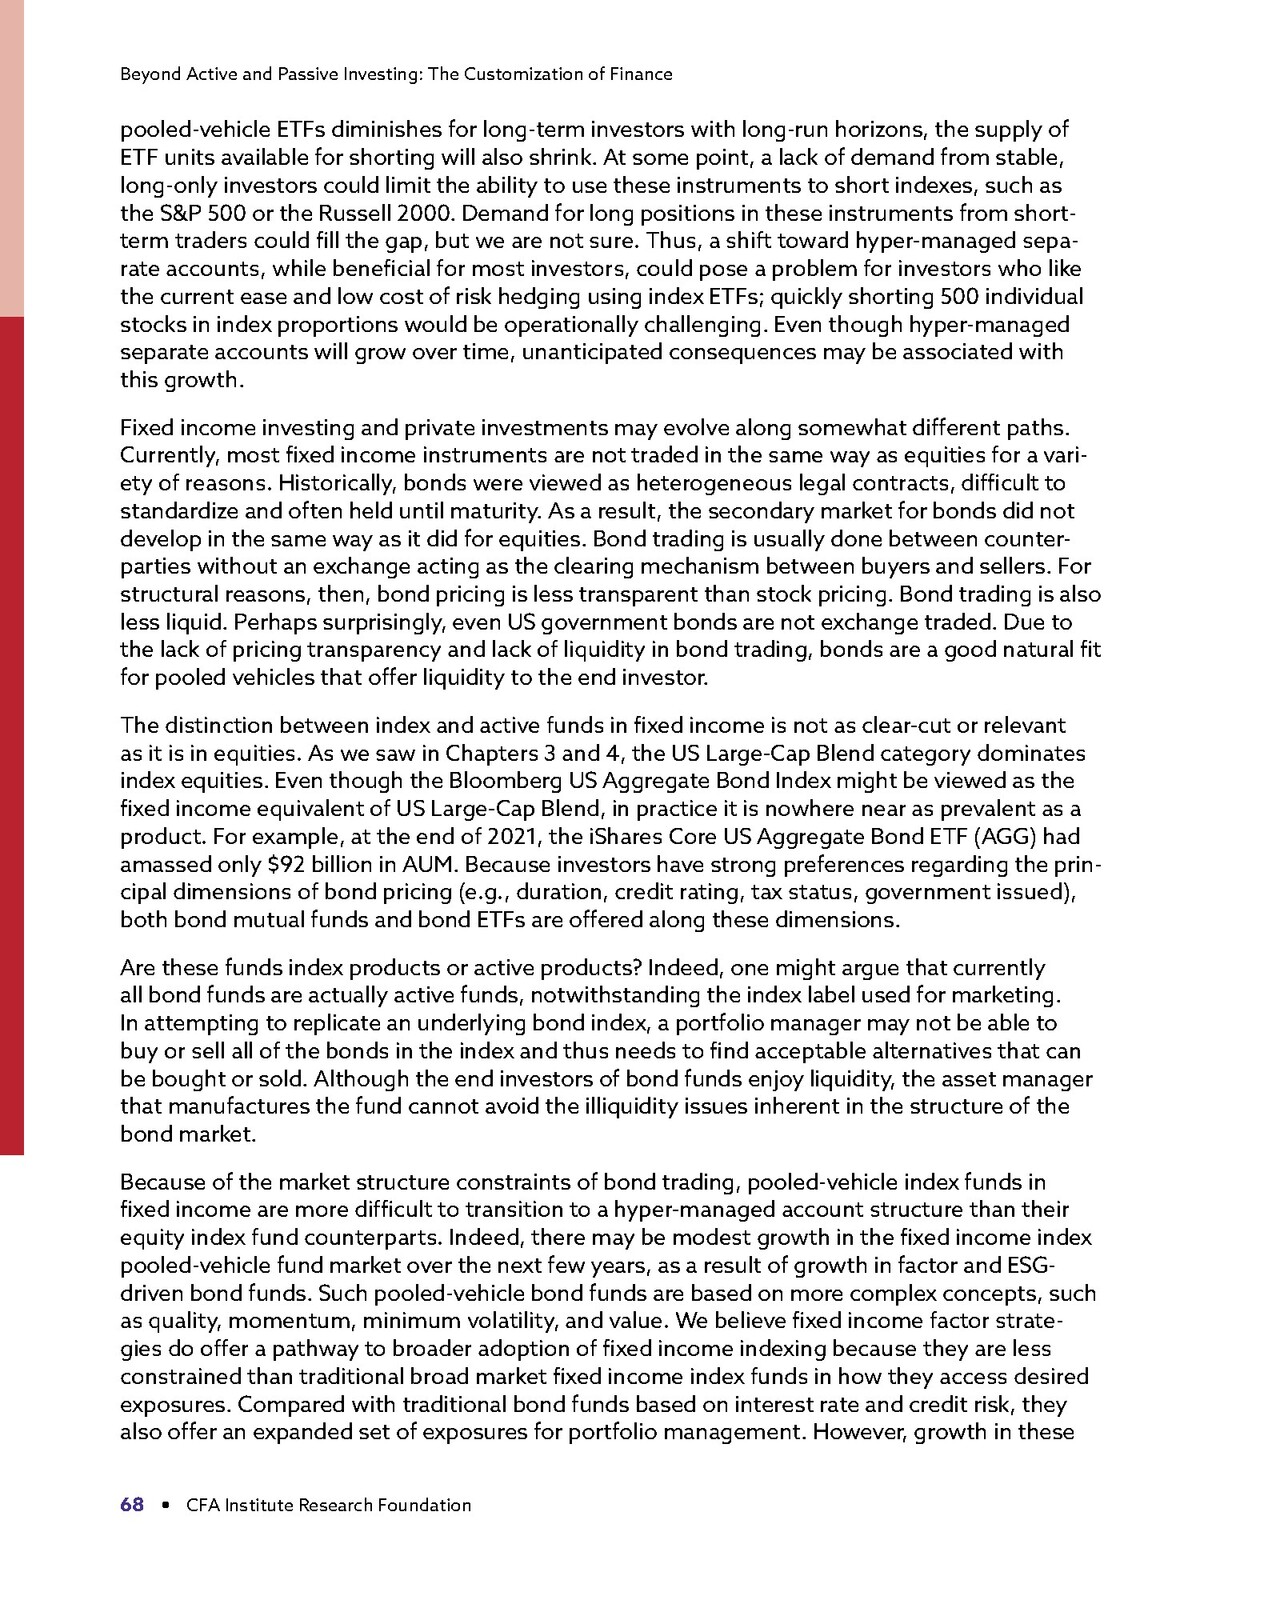 Beyond Active and Passive Investing: The Customization of Finance
pooled-vehicle ETFs diminishes for long-term investors with long-run horizons, the supply of
ETF units available for shorting will also shrink. At some point, a lack of demand from stable,
long-only investors could limit the ability to use these instruments to short indexes, such as
the S&P 500 or the Russell 2000. Demand for long positions in these instruments from short-
term traders could fill the gap, but we are not sure. Thus, a shift toward hyper-managed sepa-
rate accounts, while beneficial for most investors, could pose a problem for investors who like
the current ease and low cost of risk hedging using index ETFs; quickly shorting 500 individual
stocks in index proportions would be operationally challenging. Even though hyper-managed
separate accounts will grow over time, unanticipated consequences may be associated with
this growth.
Fixed income investing and private investments may evolve along somewhat different paths.
Currently, most fixed income instruments are not traded in the same way as equities for a vari-
ety of reasons. Historically, bonds were viewed as heterogeneous legal contracts, difficult to
standardize and often held until maturity. As a result, the secondary market for bonds did not
develop in the same way as it did for equities. Bond trading is usually done between counter-
parties without an exchange acting as the clearing mechanism between buyers and sellers. For
structural reasons, then, bond pricing is less transparent than stock pricing. Bond trading is also
less liquid. Perhaps surprisingly, even US government bonds are not exchange traded. Due to
the lack of pricing transparency and lack of liquidity in bond trading, bonds are a good natural fit
for pooled vehicles that offer liquidity to the end investor.
The distinction between index and active funds in fixed income is not as clear-cut or relevant
as it is in equities. As we saw in Chapters 3 and 4, the US Large-Cap Blend category dominates
index equities. Even though the Bloomberg US Aggregate Bond Index might be viewed as the
fixed income equivalent of US Large-Cap Blend, in practice it is nowhere near as prevalent as a
product. For example, at the end of 2021, the iShares Core US Aggregate Bond ETF (AGG) had
amassed only $92 billion in AUM. Because investors have strong preferences regarding the prin-
cipal dimensions of bond pricing (e.g., duration, credit rating, tax status, government issued),
both bond mutual funds and bond ETFs are offered along these dimensions.
Are these funds index products or active products? Indeed, one might argue that currently
all bond funds are actually active funds, notwithstanding the index label used for marketing.
In attempting to replicate an underlying bond index, a portfolio manager may not be able to
buy or sell all of the bonds in the index and thus needs to find acceptable alternatives that can
be bought or sold. Although the end investors of bond funds enjoy liquidity, the asset manager
that manufactures the fund cannot avoid the illiquidity issues inherent in the structure of the
bond market.
Because of the market structure constraints of bond trading, pooled-vehicle index funds in
fixed income are more difficult to transition to a hyper-managed account structure than their
equity index fund counterparts. Indeed, there may be modest growth in the fixed income index
pooled-vehicle fund market over the next few years, as a result of growth in factor and ESG-
driven bond funds. Such pooled-vehicle bond funds are based on more complex concepts, such
as quality, momentum, minimum volatility, and value. We believe fixed income factor strate-
gies do offer a pathway to broader adoption of fixed income indexing because they are less
constrained than traditional broad market fixed income index funds in how they access desired
exposures. Compared with traditional bond funds based on interest rate and credit risk, they
also offer an expanded set of exposures for portfolio management. However, growth in these
68 • CFA Institute Research Foundation